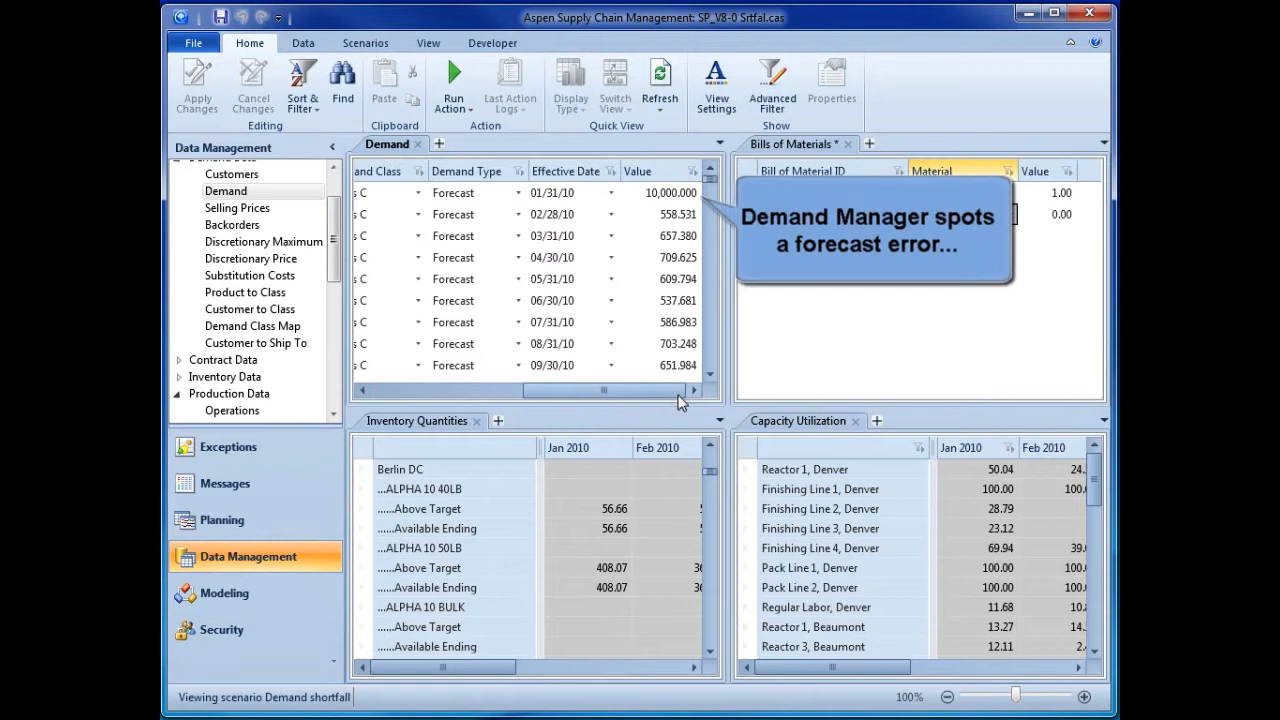 Aspen Supply Chain Management: SP_V8-0 Srtfal.cas
File Home Data Scenarios View Developer
Apply Changes Cancel Changes Sort & Filter Find Paste Run Action Last Action Logs Display Type Switch View Refresh View Settings Advanced Filter Properties
Editing Clipboard Action Quick View Show
Data Management
Customers
Demand
Selling Prices
Backorders
Discretionary Maximum
Discretionary Price
Substitution Costs
Product to Class
Customer to Class
Demand Class Map
Customer to Ship To
Contract Data
Inventory Data
Production Data
Operations
Exceptions
Messages
Planning
Data Management
Modeling
Security
Demand
and Class Demand Type Effective Date Value
s C Forecast 01/31/10 10,000.000
s C Forecast 02/28/10 558.531
s C Forecast 03/31/10 657.380
s C Forecast 04/30/10 709.625
s C Forecast 05/31/10 609.794
s C Forecast 06/30/10 537.681
s C Forecast 07/31/10 586.983
s C Forecast 08/31/10 703.248
s C Forecast 09/30/10 651.984
Bills of Materials *
Bill of Material ID Material Value
1.00
0.00
Demand Manager spots
a forecast error...
Inventory Quantities
Jan 2010 Feb 2010
Berlin DC
...ALPHA 10 40LB
......Above Target 56.66
......Available Ending 56.66
...ALPHA 10 50LB
......Above Target 408.07 36
......Available Ending 408.07 36
...ALPHA 10 BULK
......Above Target
......Available Ending
Capacity Utilization
Jan 2010 Feb 2010
Reactor 1, Denver 50.04 24.
Finishing Line 1, Denver 100.00 100.
Finishing Line 2, Denver 28.79
Finishing Line 3, Denver 23.12
Finishing Line 4, Denver 69.94 39.
Pack Line 1, Denver 100.00 100.
Pack Line 2, Denver 100.00 100.
Regular Labor, Denver 11.68 10.
Reactor 1, Beaumont 13.27 14.
Reactor 3, Beaumont 12.11 2.
Viewing scenario Demand shortfall
100%